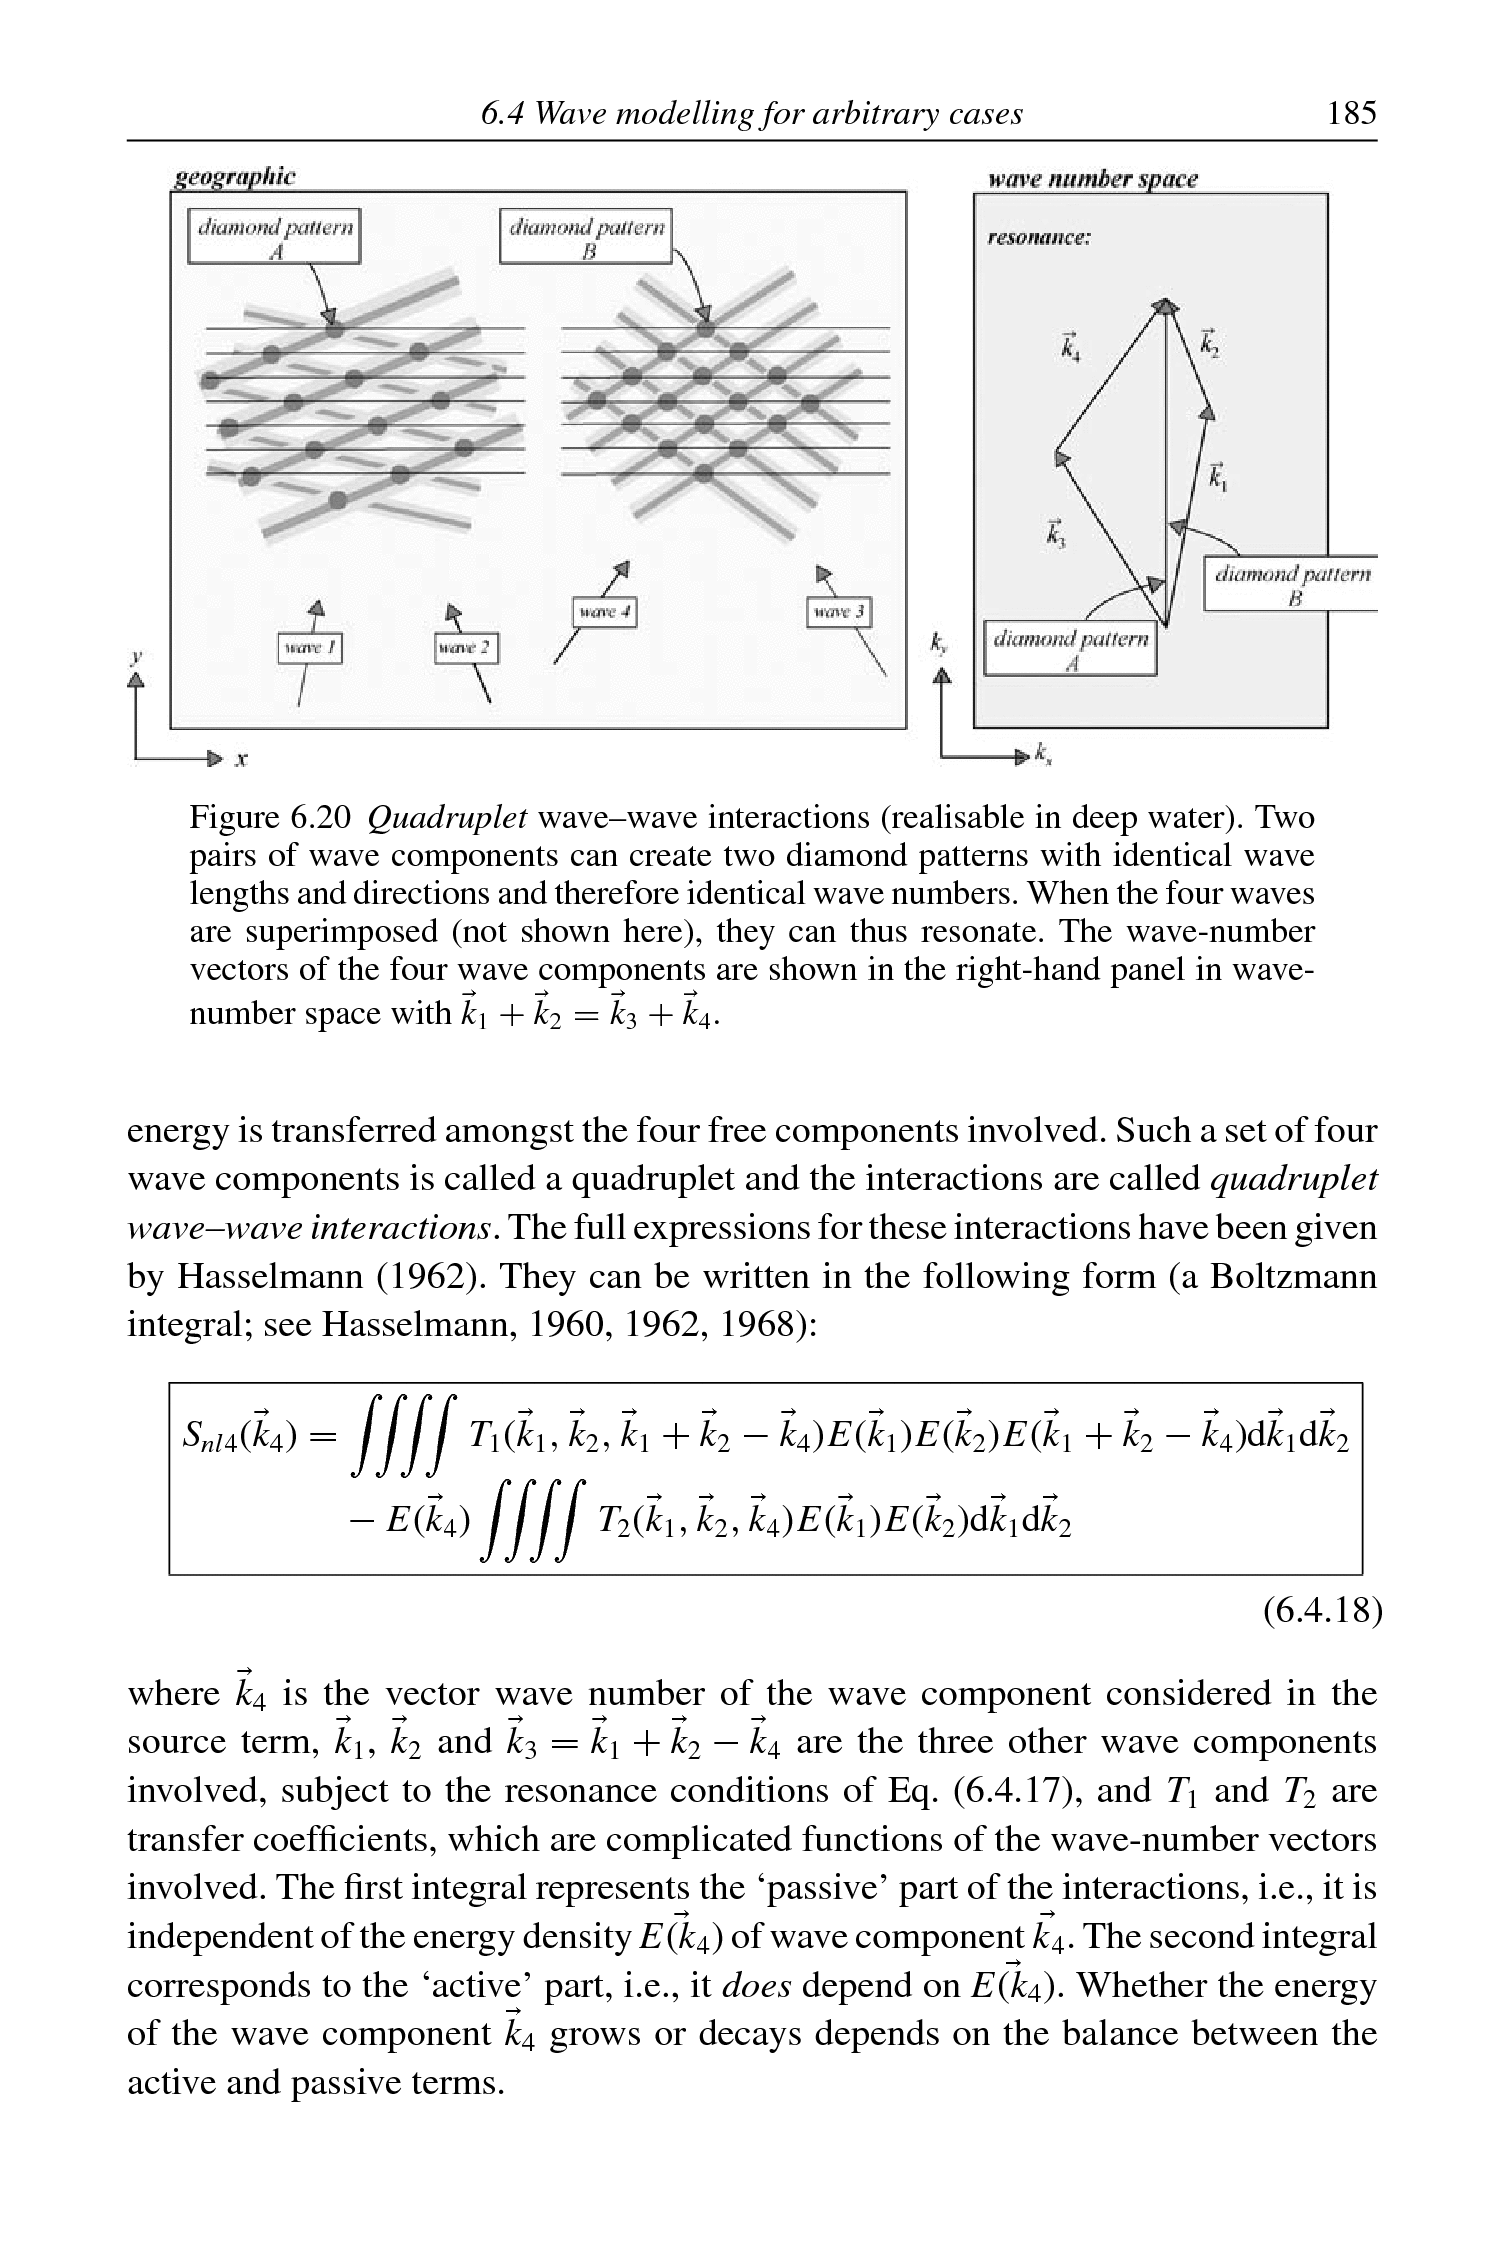 6.4 Wave modelling for arbitrary cases 185
geographic
wave number space
diamond pattern
A
diamond pattern
B
resonance:
k⃗4
k⃗2
k⃗1
k⃗3
diamond pattern
B
diamond pattern
A
wave 1
wave 2
wave 4
wave 3
y
x
ky
kx
Figure 6.20 Quadruplet wave–wave interactions (realisable in deep water). Two
pairs of wave components can create two diamond patterns with identical wave
lengths and directions and therefore identical wave numbers. When the four waves
are superimposed (not shown here), they can thus resonate. The wave-number
vectors of the four wave components are shown in the right-hand panel in wave-
number space with k⃗1 + k⃗2 = k⃗3 + k⃗4.
energy is transferred amongst the four free components involved. Such a set of four
wave components is called a quadruplet and the interactions are called quadruplet
wave–wave interactions. The full expressions for these interactions have been given
by Hasselmann (1962). They can be written in the following form (a Boltzmann
integral; see Hasselmann, 1960, 1962, 1968):
Snl4(k⃗4) = ∫∫∫∫ T1(k⃗1, k⃗2, k⃗1 + k⃗2 − k⃗4)E(k⃗1)E(k⃗2)E(k⃗1 + k⃗2 − k⃗4)dk⃗1dk⃗2
− E(k⃗4) ∫∫∫∫ T2(k⃗1, k⃗2, k⃗4)E(k⃗1)E(k⃗2)dk⃗1dk⃗2
(6.4.18)
where k⃗4 is the vector wave number of the wave component considered in the
source term, k⃗1, k⃗2 and k⃗3 = k⃗1 + k⃗2 − k⃗4 are the three other wave components
involved, subject to the resonance conditions of Eq. (6.4.17), and T1 and T2 are
transfer coefficients, which are complicated functions of the wave-number vectors
involved. The first integral represents the ‘passive’ part of the interactions, i.e., it is
independent of the energy density E(k⃗4) of wave component k⃗4. The second integral
corresponds to the ‘active’ part, i.e., it does depend on E(k⃗4). Whether the energy
of the wave component k⃗4 grows or decays depends on the balance between the
active and passive terms.